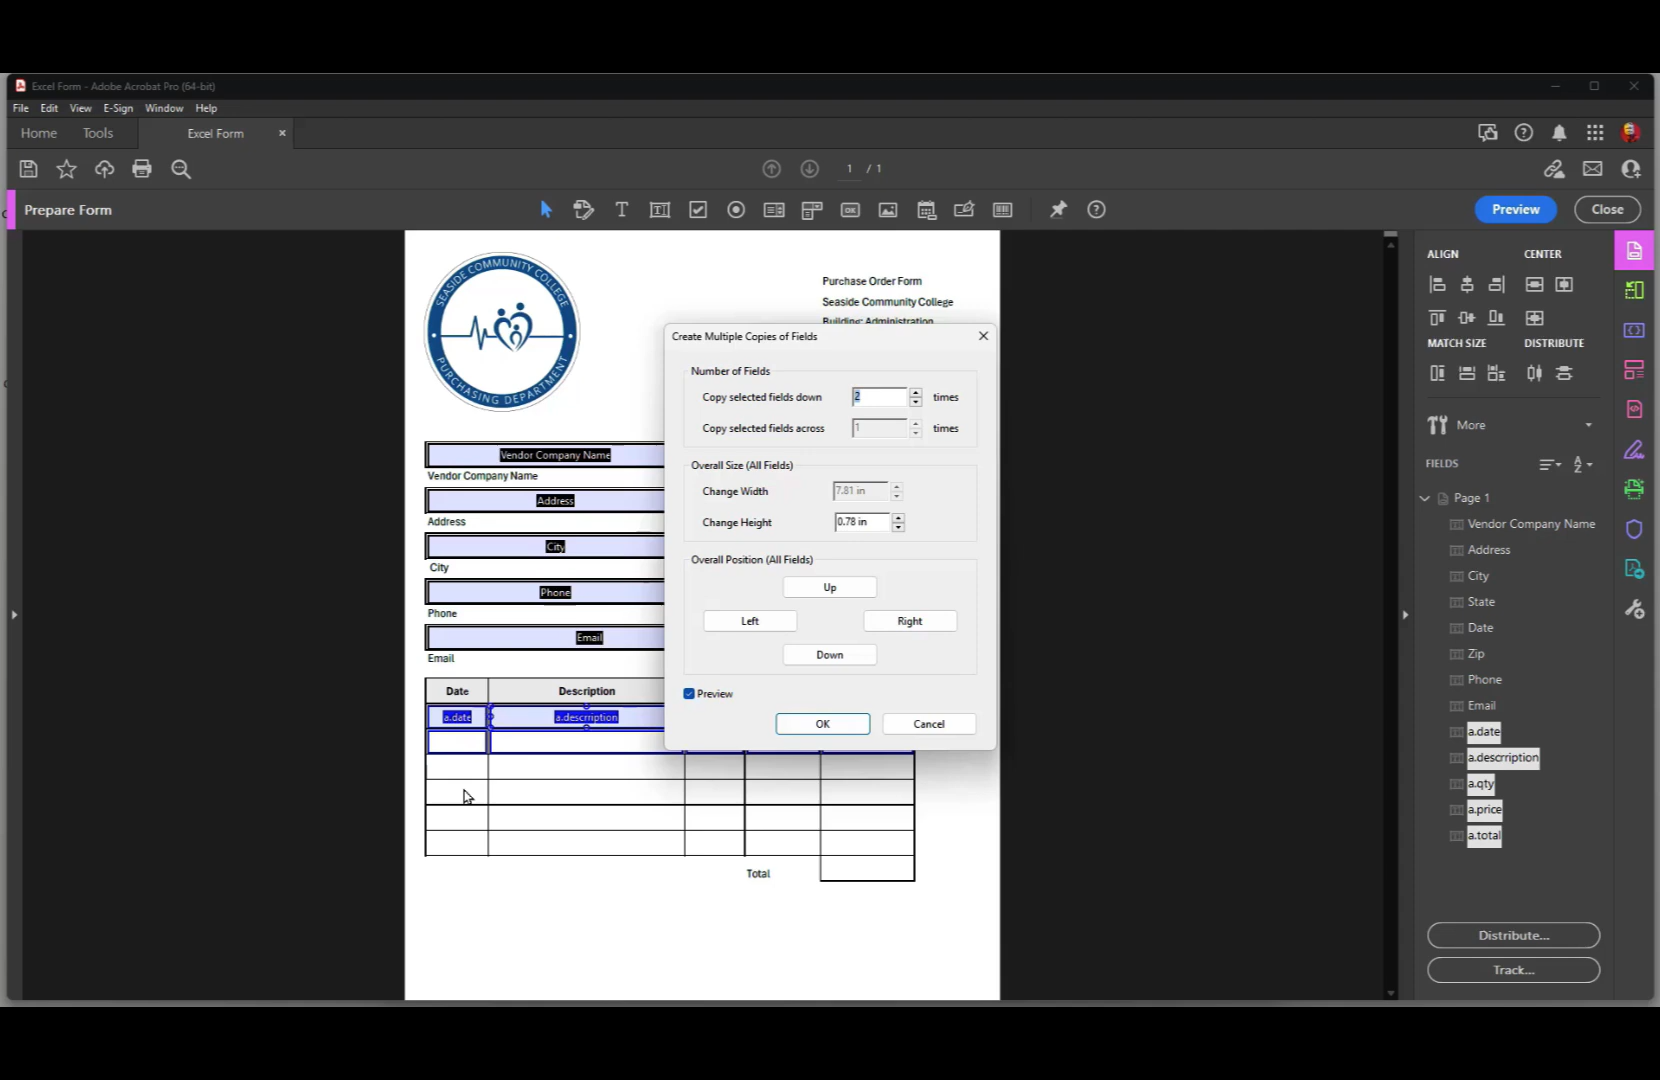 Excel Form - Adobe Acrobat Pro (64-bit)
File Edit View E-Sign Window Help
Home Tools Excel Form
1 / 1
Prepare Form
Preview Close
SEASIDE COMMUNITY COLLEGE
PURCHASING DEPARTMENT
Purchase Order Form
Seaside Community College
Building: Administration
Vendor Company Name
Vendor Company Name
Address
Address
City
City
Phone
Phone
Email
Email
Date Description
a.date a.descrription
Total
Create Multiple Copies of Fields
Number of Fields
Copy selected fields down 2 times
Copy selected fields across 1 times
Overall Size (All Fields)
Change Width 7.81 in
Change Height 0.78 in
Overall Position (All Fields)
Up
Left Right
Down
Preview
OK Cancel
ALIGN CENTER
MATCH SIZE DISTRIBUTE
More
FIELDS
Page 1
Vendor Company Name
Address
City
State
Date
Zip
Phone
Email
a.date
a.descrription
a.qty
a.price
a.total
Distribute...
Track...